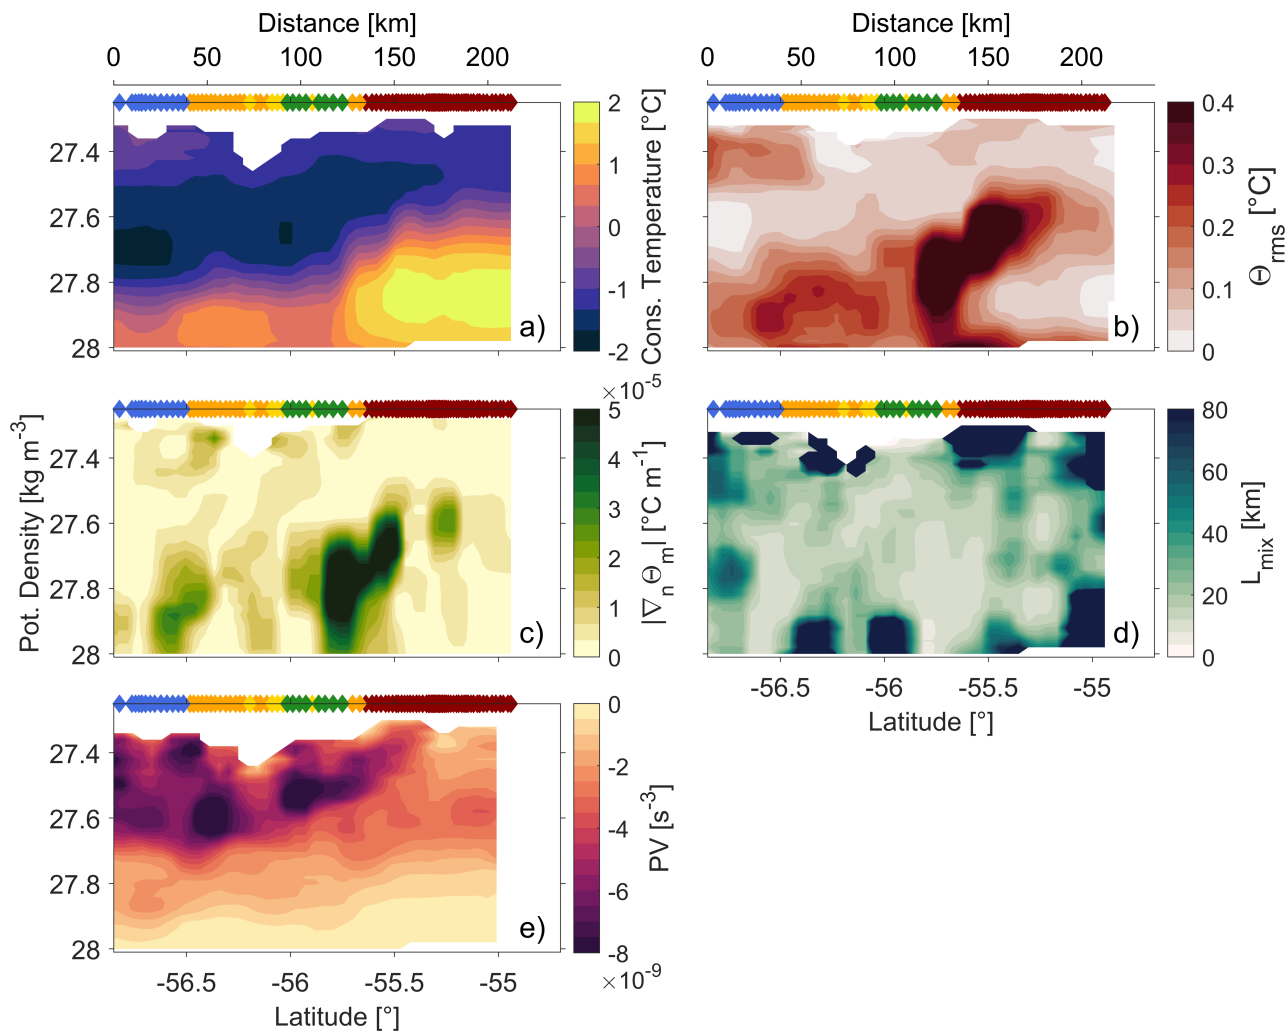 Distance [km]
0 50 100 150 200
27.4
27.6
27.8
28
a)
2
1
0
-1
-2
Cons. Temperature [°C]
Distance [km]
0 50 100 150 200
b)
0.4
0.3
0.2
0.1
0
Θrms [°C]
Pot. Density [kg m-3]
27.4
27.6
27.8
28
c)
×10-5
5
4
3
2
1
0
|∇nΘm| [°C m-1]
d)
80
60
40
20
0
Lmix [km]
-56.5 -56 -55.5 -55
Latitude [°]
27.4
27.6
27.8
28
e)
0
-2
-4
-6
-8
×10-9
PV [s-3]
-56.5 -56 -55.5 -55
Latitude [°]